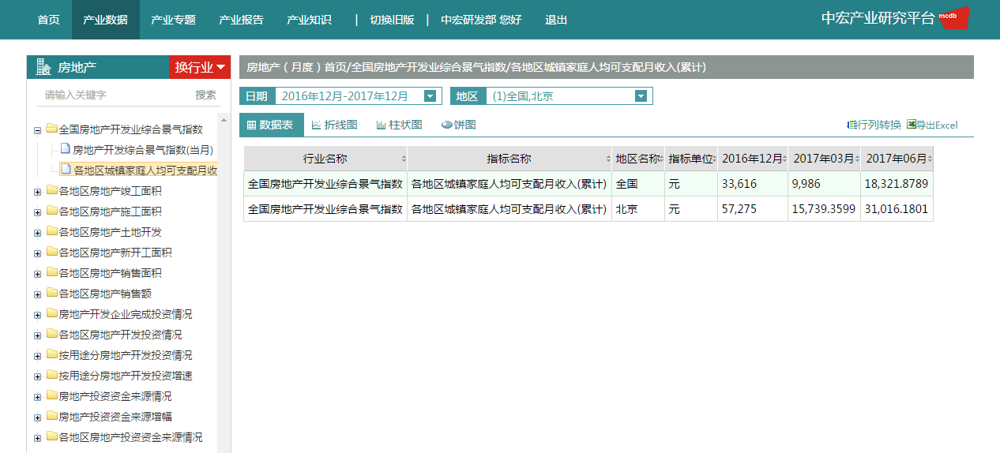 首页 产业数据 产业专题 产业报告 产业知识 | 切换旧版 | 中宏研发部 您好 退出
中宏产业研究平台 mcdb
房地产 换行业
请输入关键字 搜索
全国房地产开发业综合景气指数
房地产开发综合景气指数(当月)
各地区城镇家庭人均可支配月收
各地区房地产竣工面积
各地区房地产施工面积
各地区房地产土地开发
各地区房地产新开工面积
各地区房地产销售面积
各地区房地产销售额
房地产开发企业完成投资情况
各地区房地产开发投资情况
按用途分房地产开发投资情况
按用途分房地产开发投资增速
房地产投资资金来源情况
房地产投资资金来源增幅
各地区房地产投资资金来源情况
房地产（月度）首页/全国房地产开发业综合景气指数/各地区城镇家庭人均可支配月收入(累计)
日期 2016年12月-2017年12月 地区 (1)全国,北京
数据表 折线图 柱状图 饼图 行列转换 导出Excel
行业名称 指标名称 地区名称 指标单位 2016年12月 2017年03月 2017年06月
全国房地产开发业综合景气指数 各地区城镇家庭人均可支配月收入(累计) 全国 元 33,616 9,986 18,321.8789
全国房地产开发业综合景气指数 各地区城镇家庭人均可支配月收入(累计) 北京 元 57,275 15,739.3599 31,016.1801